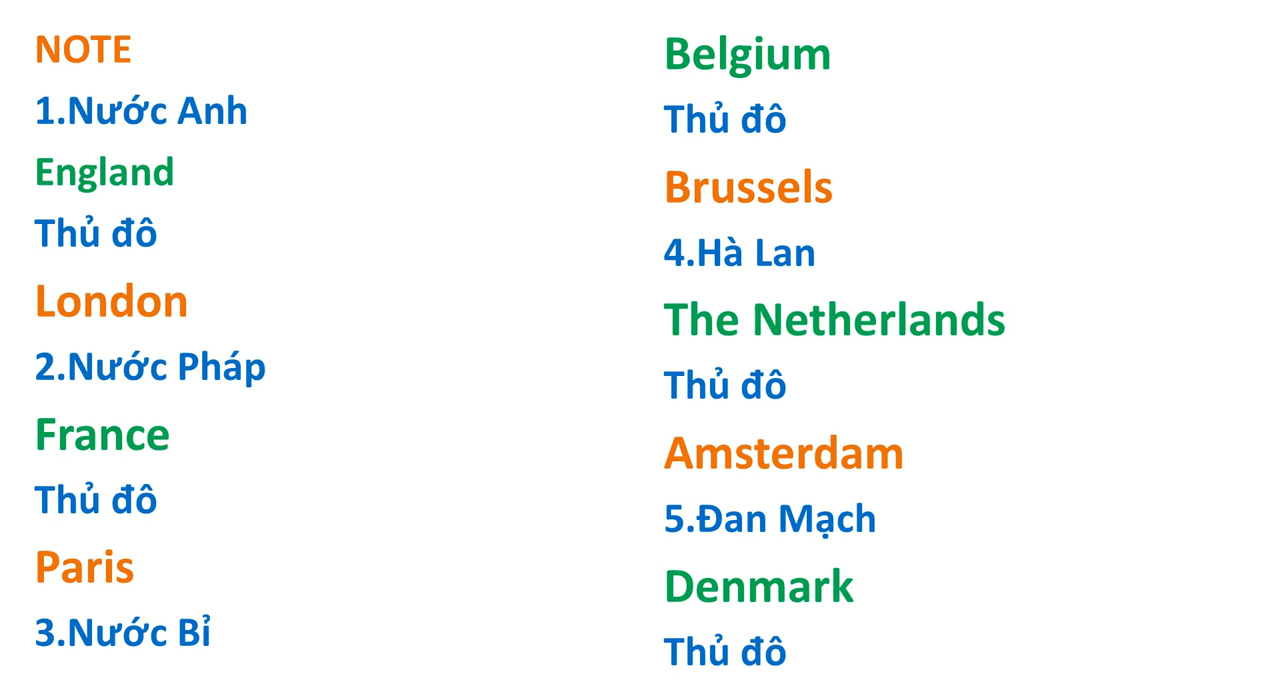 NOTE
1.Nước Anh
England
Thủ đô
London
2.Nước Pháp
France
Thủ đô
Paris
3.Nước Bỉ
Belgium
Thủ đô
Brussels
4.Hà Lan
The Netherlands
Thủ đô
Amsterdam
5.Đan Mạch
Denmark
Thủ đô